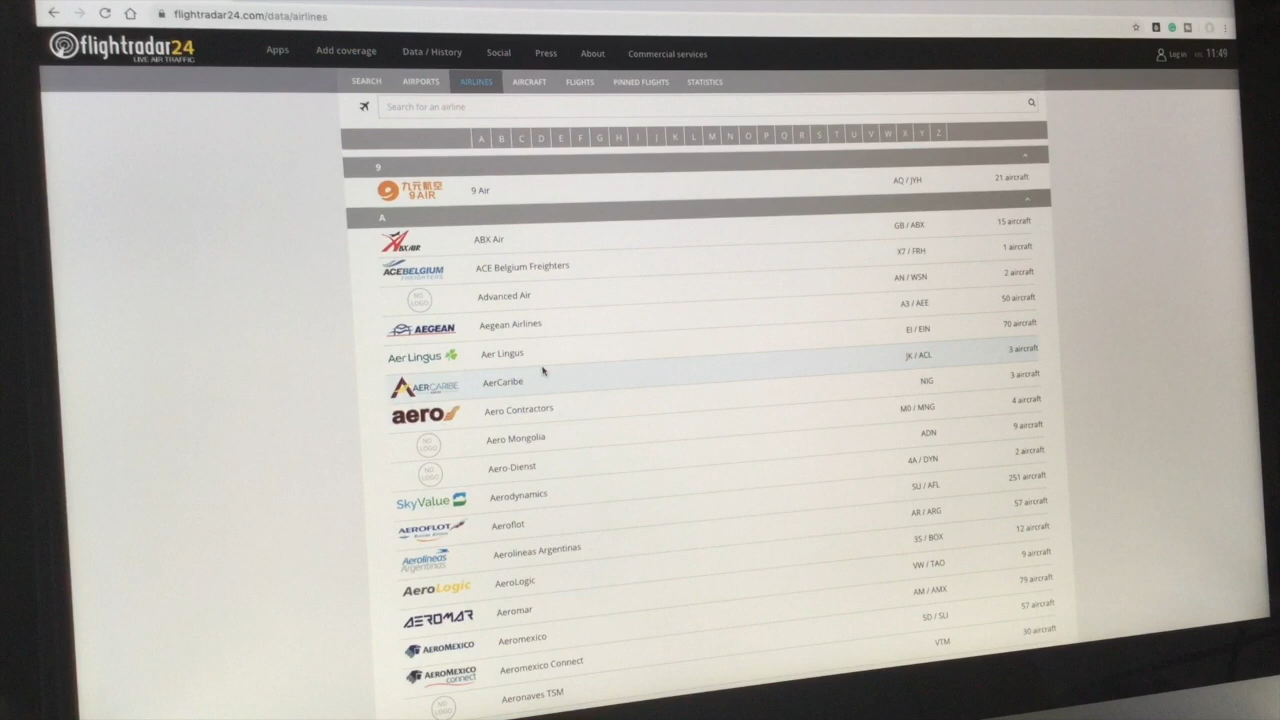 flightradar24.com/data/airlines
flightradar24
LIVE AIR TRAFFIC
Apps Add coverage Data / History Social Press About Commercial services Log in 11:49
SEARCH AIRPORTS AIRLINES AIRCRAFT FLIGHTS PINNED FLIGHTS STATISTICS
Search for an airline
A B C D E F G H I J K L M N O P Q R S T U V W X Y Z
9
九元航空 9 AIR 9 Air AQ / JYH 21 aircraft
A
ABX AIR ABX Air GB / ABX 15 aircraft
ACE BELGIUM FREIGHTERS ACE Belgium Freighters X7 / FRH 1 aircraft
NO LOGO Advanced Air AN / WSN 2 aircraft
AEGEAN Aegean Airlines A3 / AEE 50 aircraft
Aer Lingus Aer Lingus EI / EIN 70 aircraft
AERCARIBE AerCaribe JK / ACL 3 aircraft
aero Aero Contractors NIG 3 aircraft
NO LOGO Aero Mongolia M0 / MNG 4 aircraft
NO LOGO Aero-Dienst ADN 9 aircraft
SkyValue Aerodynamics 4A / DYN 2 aircraft
AEROFLOT Aeroflot SU / AFL 251 aircraft
Aerolíneas Argentinas Aerolineas Argentinas AR / ARG 57 aircraft
AeroLogic AeroLogic 3S / BOX 12 aircraft
AEROMAR Aeromar VW / TAO 9 aircraft
AEROMEXICO Aeromexico AM / AMX 79 aircraft
AEROMEXICO connect Aeromexico Connect 5D / SLI 57 aircraft
NO LOGO Aeronaves TSM VTM 30 aircraft